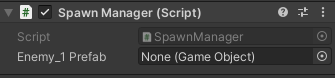 Spawn Manager (Script)
Script SpawnManager
Enemy_1 Prefab None (Game Object)